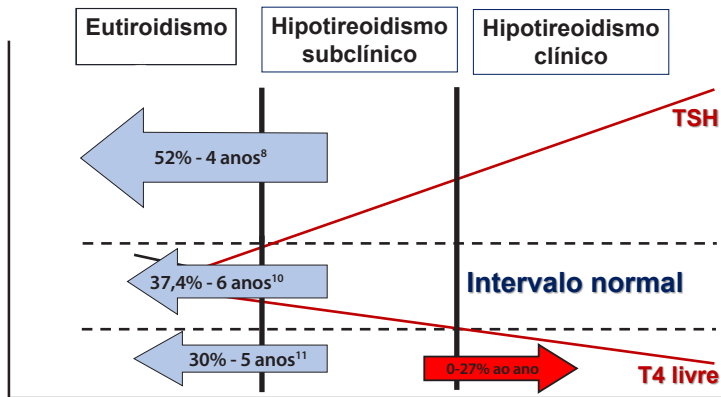 Eutiroidismo
Hipotireoidismo
subclínico
Hipotireoidismo
clínico
TSH
52% - 4 anos⁸
37,4% - 6 anos¹⁰
Intervalo normal
30% - 5 anos¹¹
0-27% ao ano
T4 livre